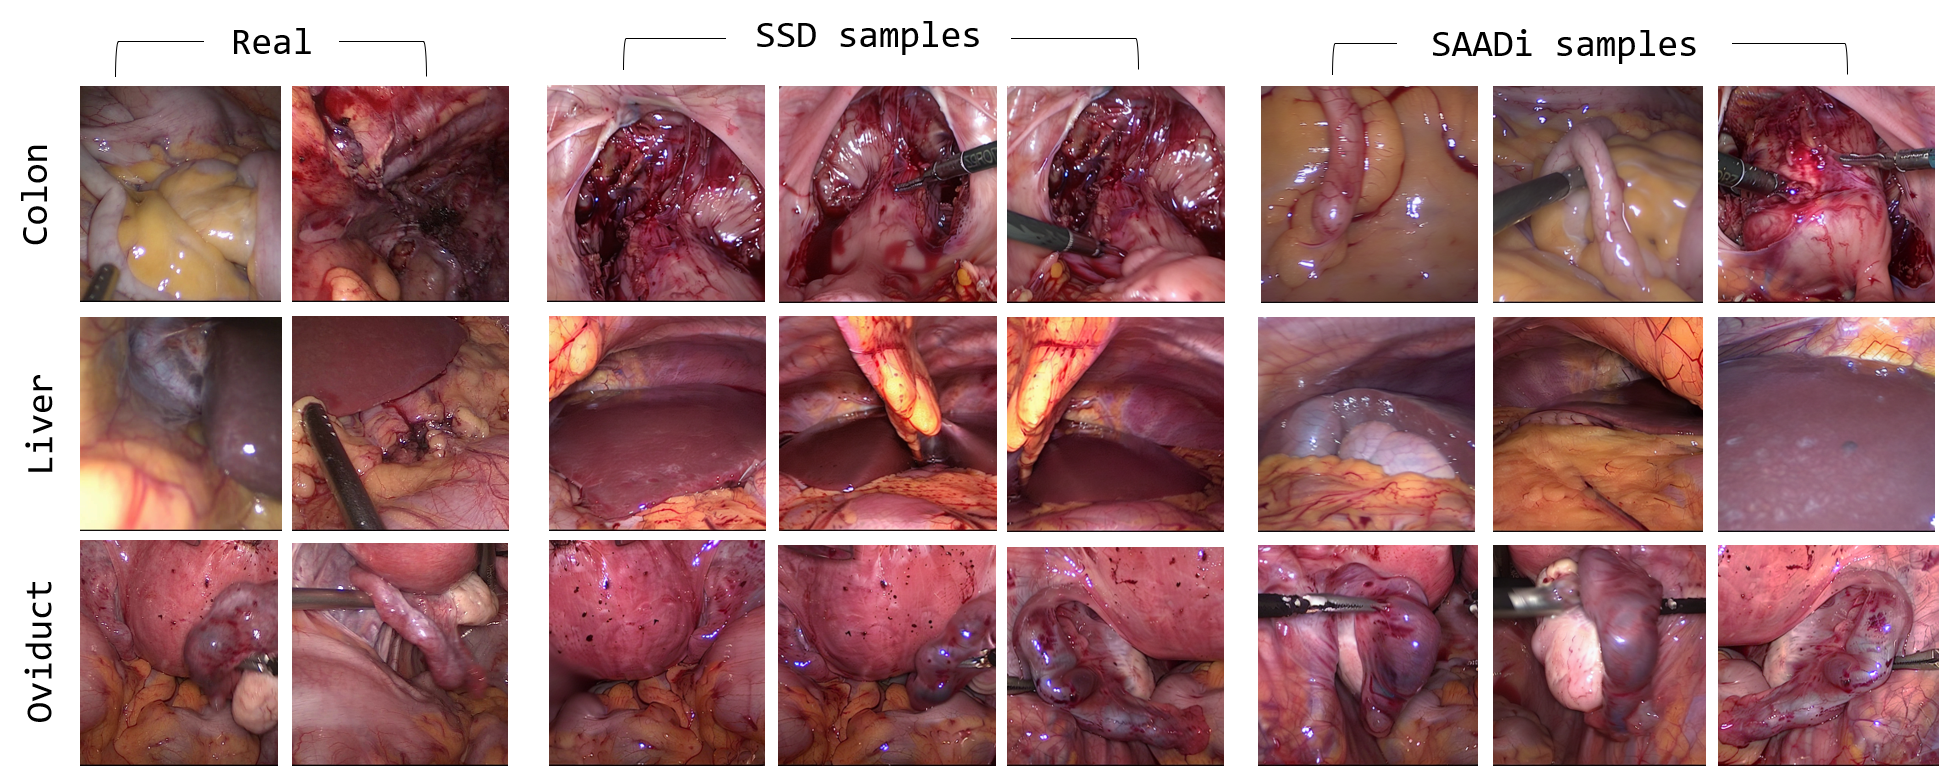 Real
SSD samples
SAADi samples
Colon
Liver
Oviduct